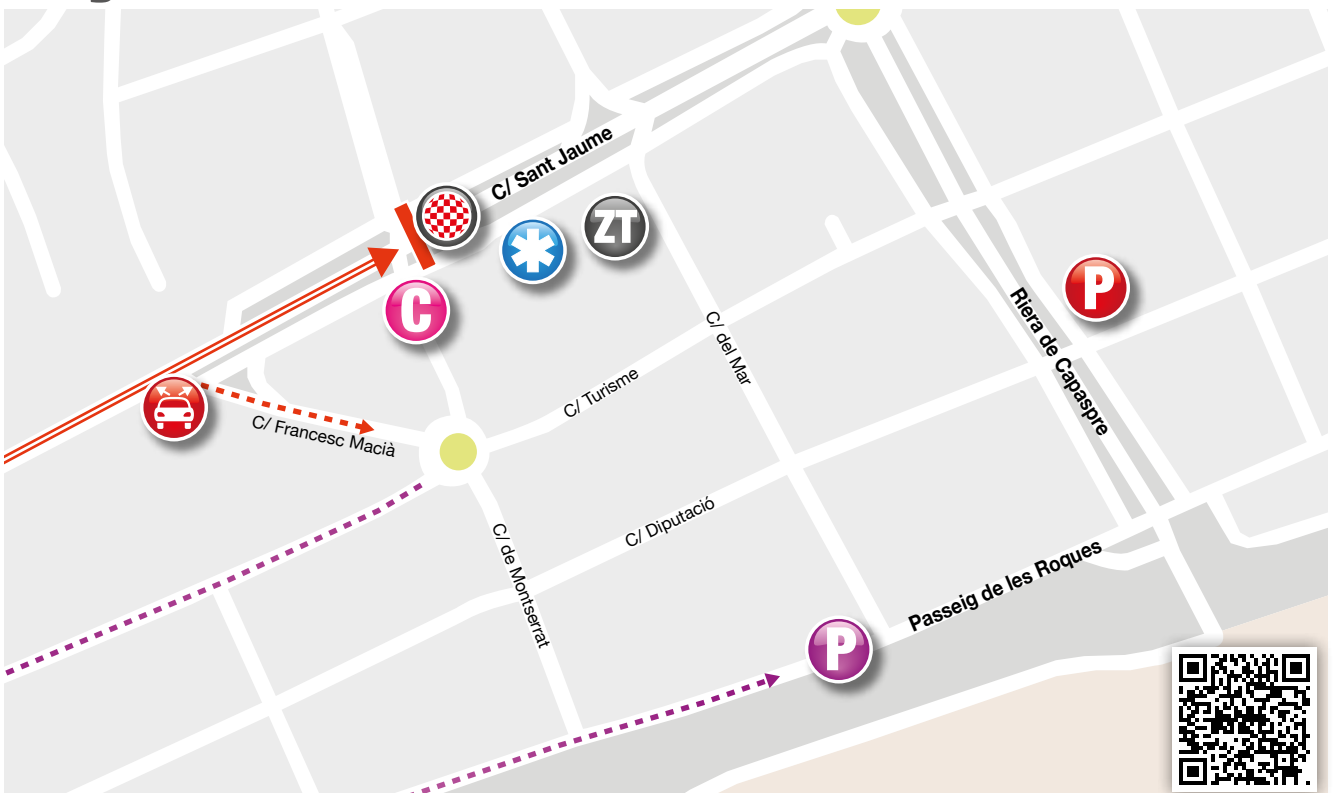 C/ Sant Jaume
ZT
C
P
C/ del Mar
Riera de Capaspre
C/ Turisme
C/ Francesc Macià
C/ Diputació
C/ de Montserrat
Passeig de les Roques
P